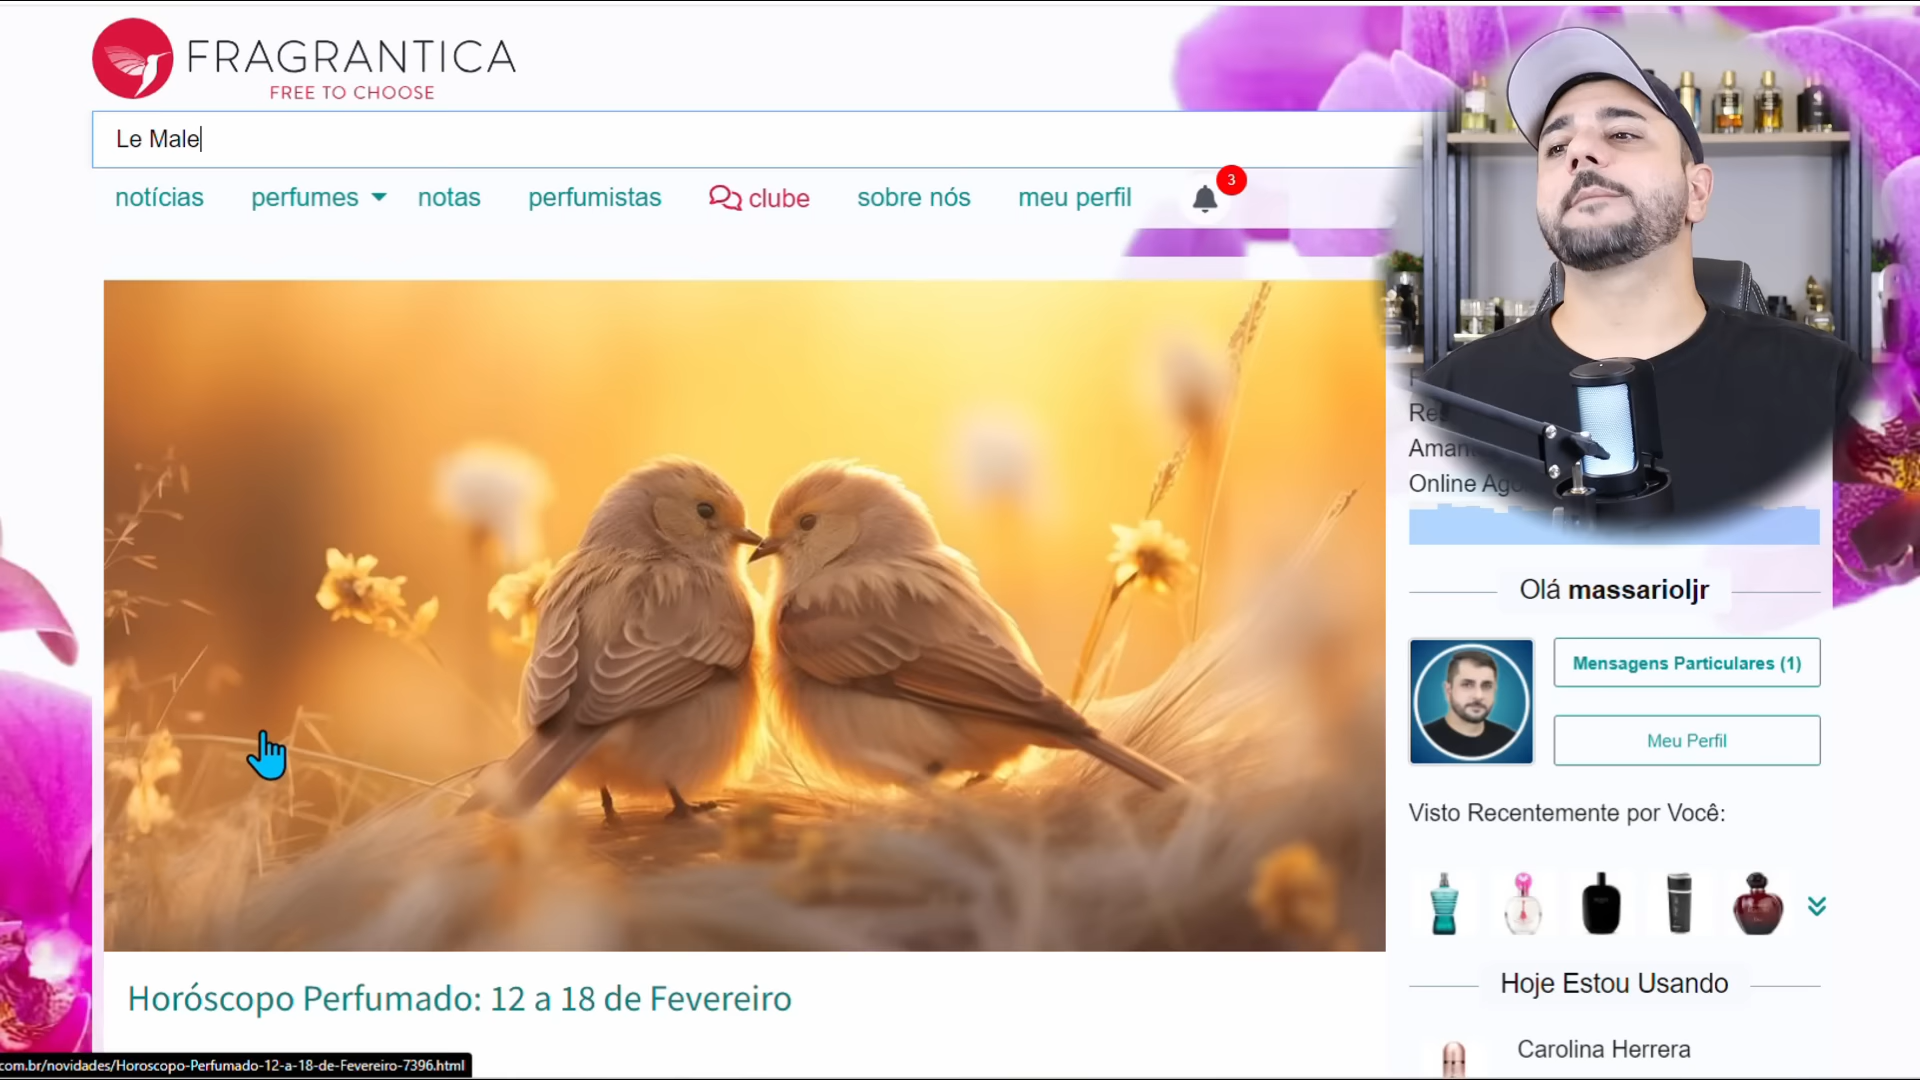 FRAGRANTICA
FREE TO CHOOSE
Le Male
notícias perfumes notas perfumistas clube sobre nós meu perfil 3
Online
Olá massarioljr
Mensagens Particulares (1)
Meu Perfil
Visto Recentemente por Você:
Hoje Estou Usando
Carolina Herrera
Horóscopo Perfumado: 12 a 18 de Fevereiro
com.br/novidades/Horoscopo-Perfumado-12-a-18-de-Fevereiro-7396.html